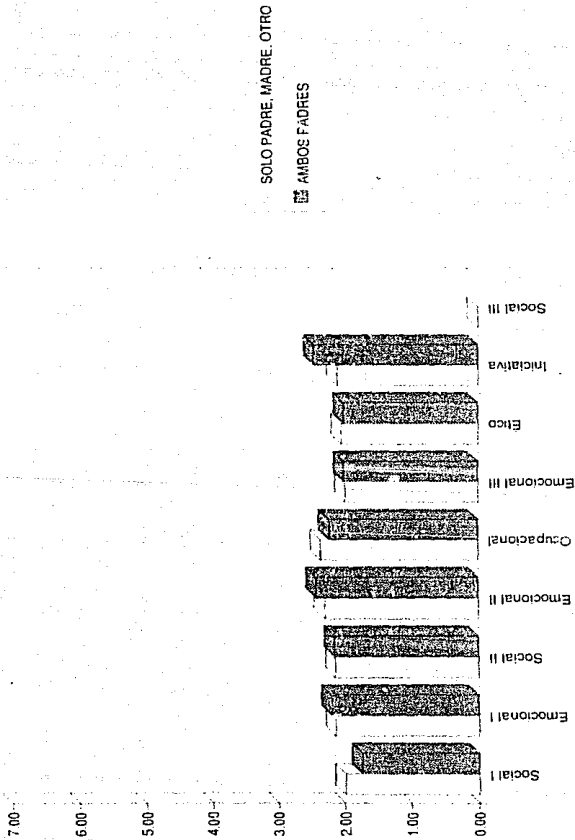 SOLO PADRE, MADRE, OTRO
AMBOS PADRES
7.00
6.00
5.00
4.00
3.00
2.00
1.00
0.00
Social I
Emocional I
Social II
Emocional II
Ocupacional
Emocional III
Etico
Iniciativa
Social III